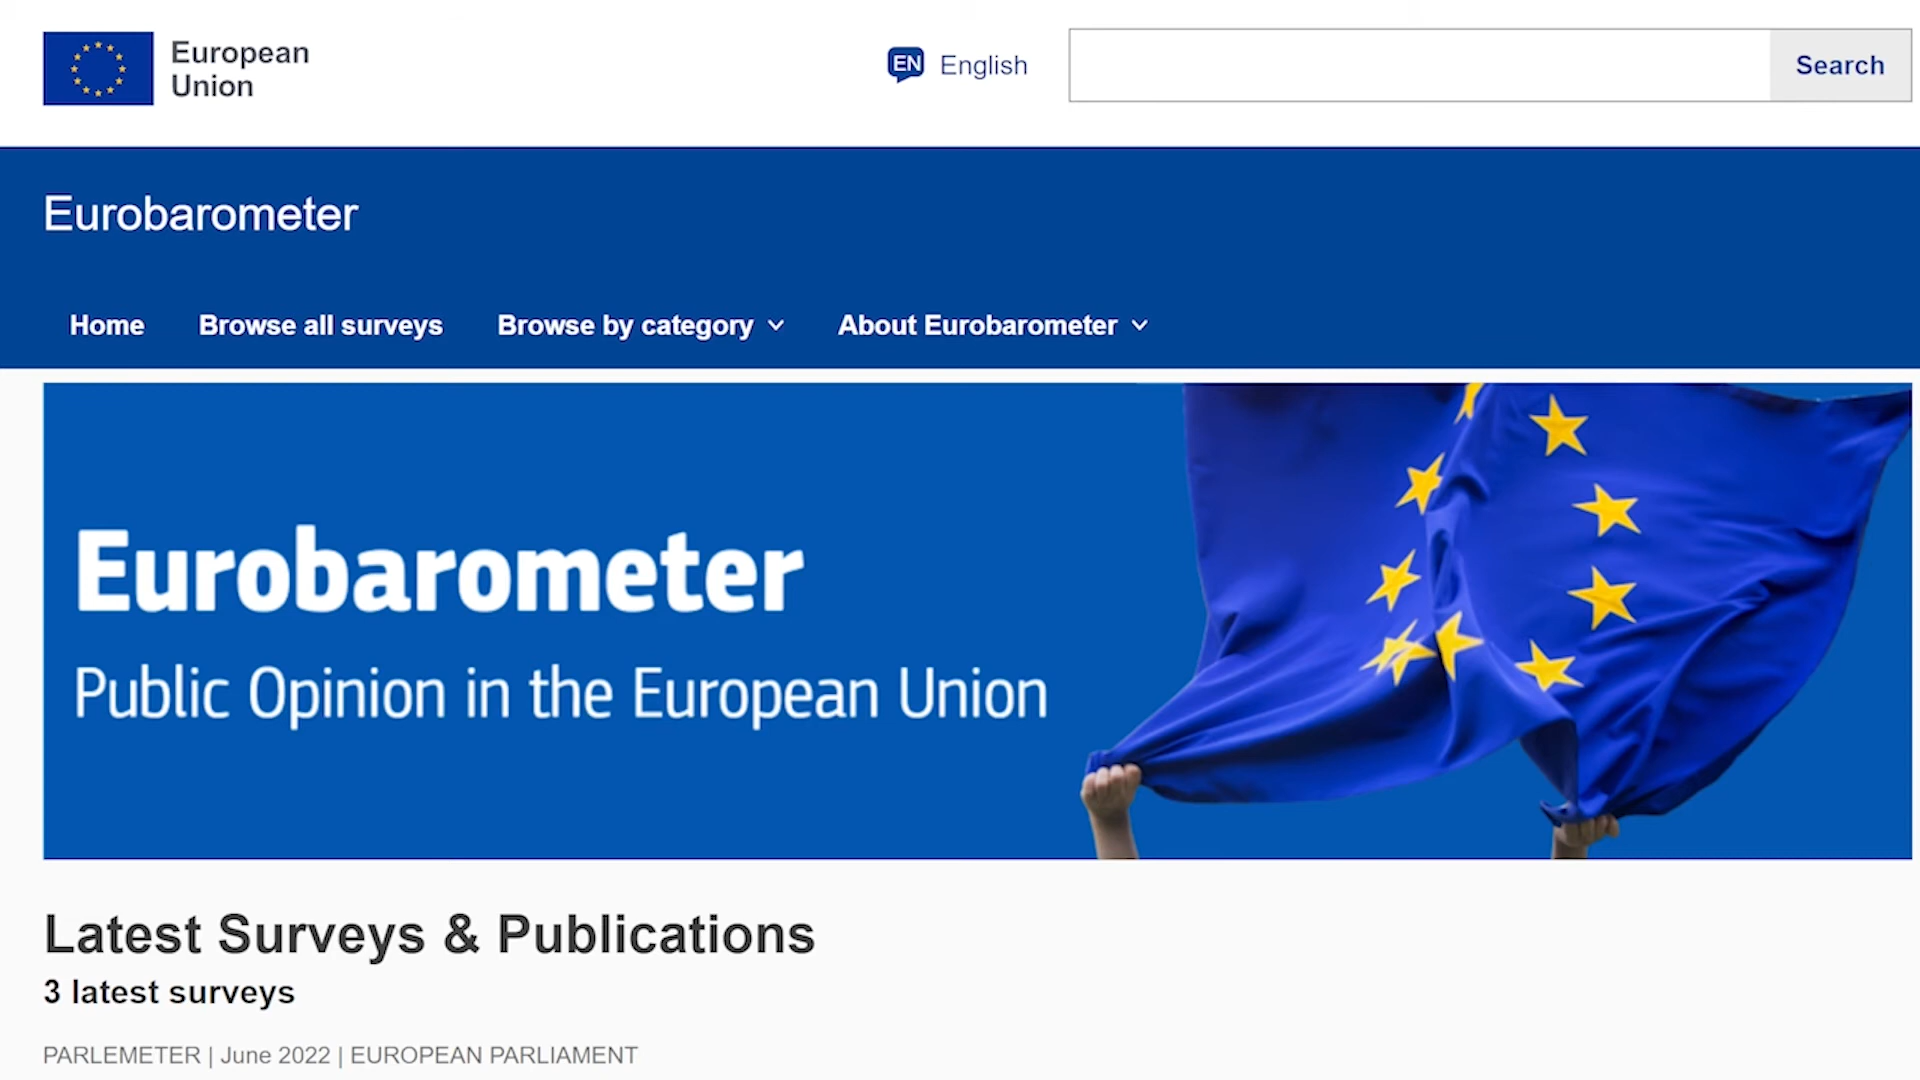 European
Union
EN English
Search
Eurobarometer
Home Browse all surveys Browse by category About Eurobarometer
Eurobarometer
Public Opinion in the European Union
Latest Surveys & Publications
3 latest surveys
PARLEMETER | June 2022 | EUROPEAN PARLIAMENT